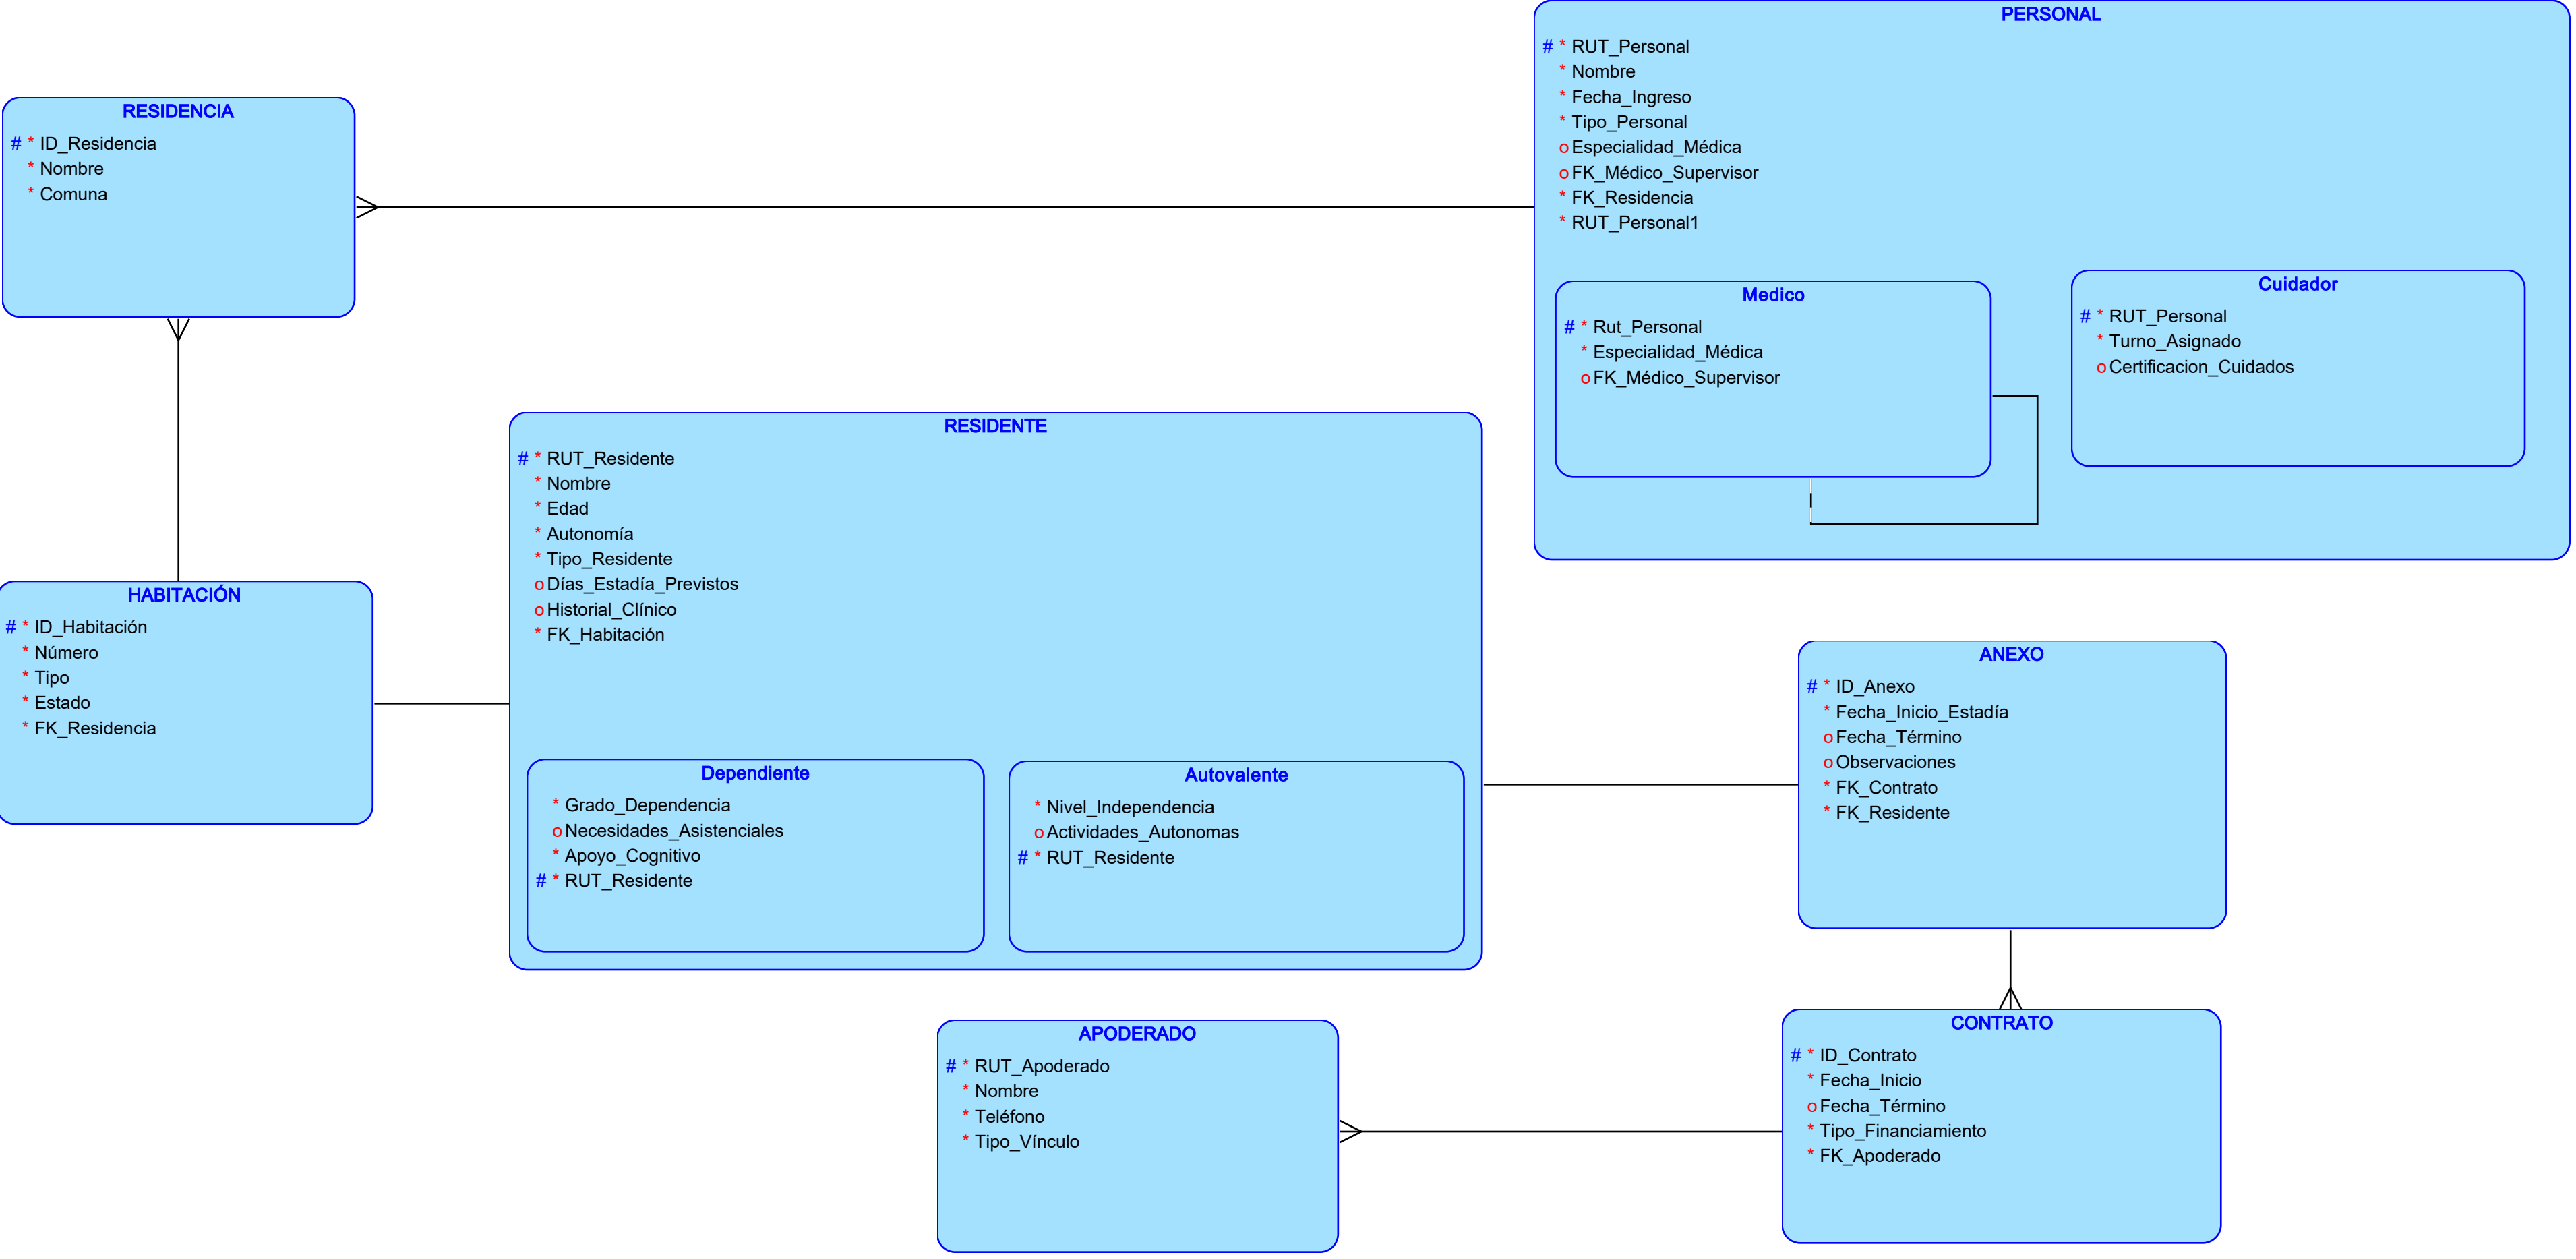 PERSONAL
# * RUT_Personal
* Nombre
* Fecha_Ingreso
* Tipo_Personal
o Especialidad_Médica
o FK_Médico_Supervisor
* FK_Residencia
* RUT_Personal1
Medico
# * Rut_Personal
* Especialidad_Médica
o FK_Médico_Supervisor
Cuidador
# * RUT_Personal
* Turno_Asignado
o Certificacion_Cuidados
RESIDENCIA
# * ID_Residencia
* Nombre
* Comuna
RESIDENTE
# * RUT_Residente
* Nombre
* Edad
* Autonomía
* Tipo_Residente
o Días_Estadía_Previstos
o Historial_Clínico
* FK_Habitación
Dependiente
* Grado_Dependencia
o Necesidades_Asistenciales
* Apoyo_Cognitivo
# * RUT_Residente
Autovalente
* Nivel_Independencia
o Actividades_Autonomas
# * RUT_Residente
HABITACIÓN
# * ID_Habitación
* Número
* Tipo
* Estado
* FK_Residencia
ANEXO
# * ID_Anexo
* Fecha_Inicio_Estadía
o Fecha_Término
o Observaciones
* FK_Contrato
* FK_Residente
APODERADO
# * RUT_Apoderado
* Nombre
* Teléfono
* Tipo_Vínculo
CONTRATO
# * ID_Contrato
* Fecha_Inicio
o Fecha_Término
* Tipo_Financiamiento
* FK_Apoderado